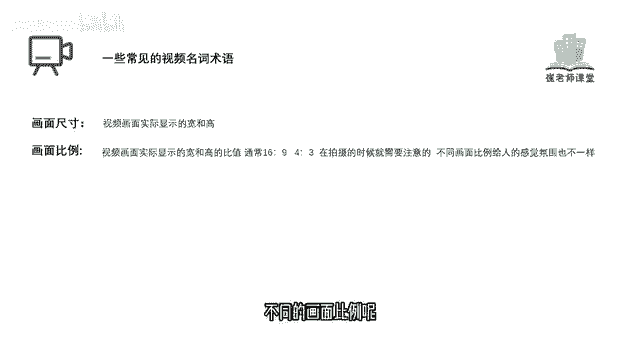 一些常见的视频名词术语
崔老师课堂
画面尺寸： 视频画面实际显示的宽和高
画面比例： 视频画面实际显示的宽和高的比值 通常16：9 4：3 在拍摄的时候就需要注意的 不同画面比例给人的感觉氛围也不一样
不同的画面比例呢